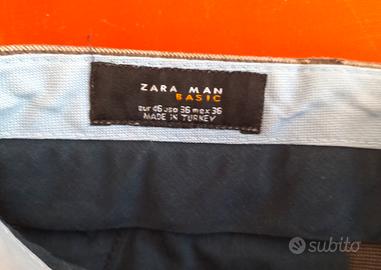 ZARA MAN
BASIC
eur 46 usa 36 mex 36
MADE IN TURKEY
subito